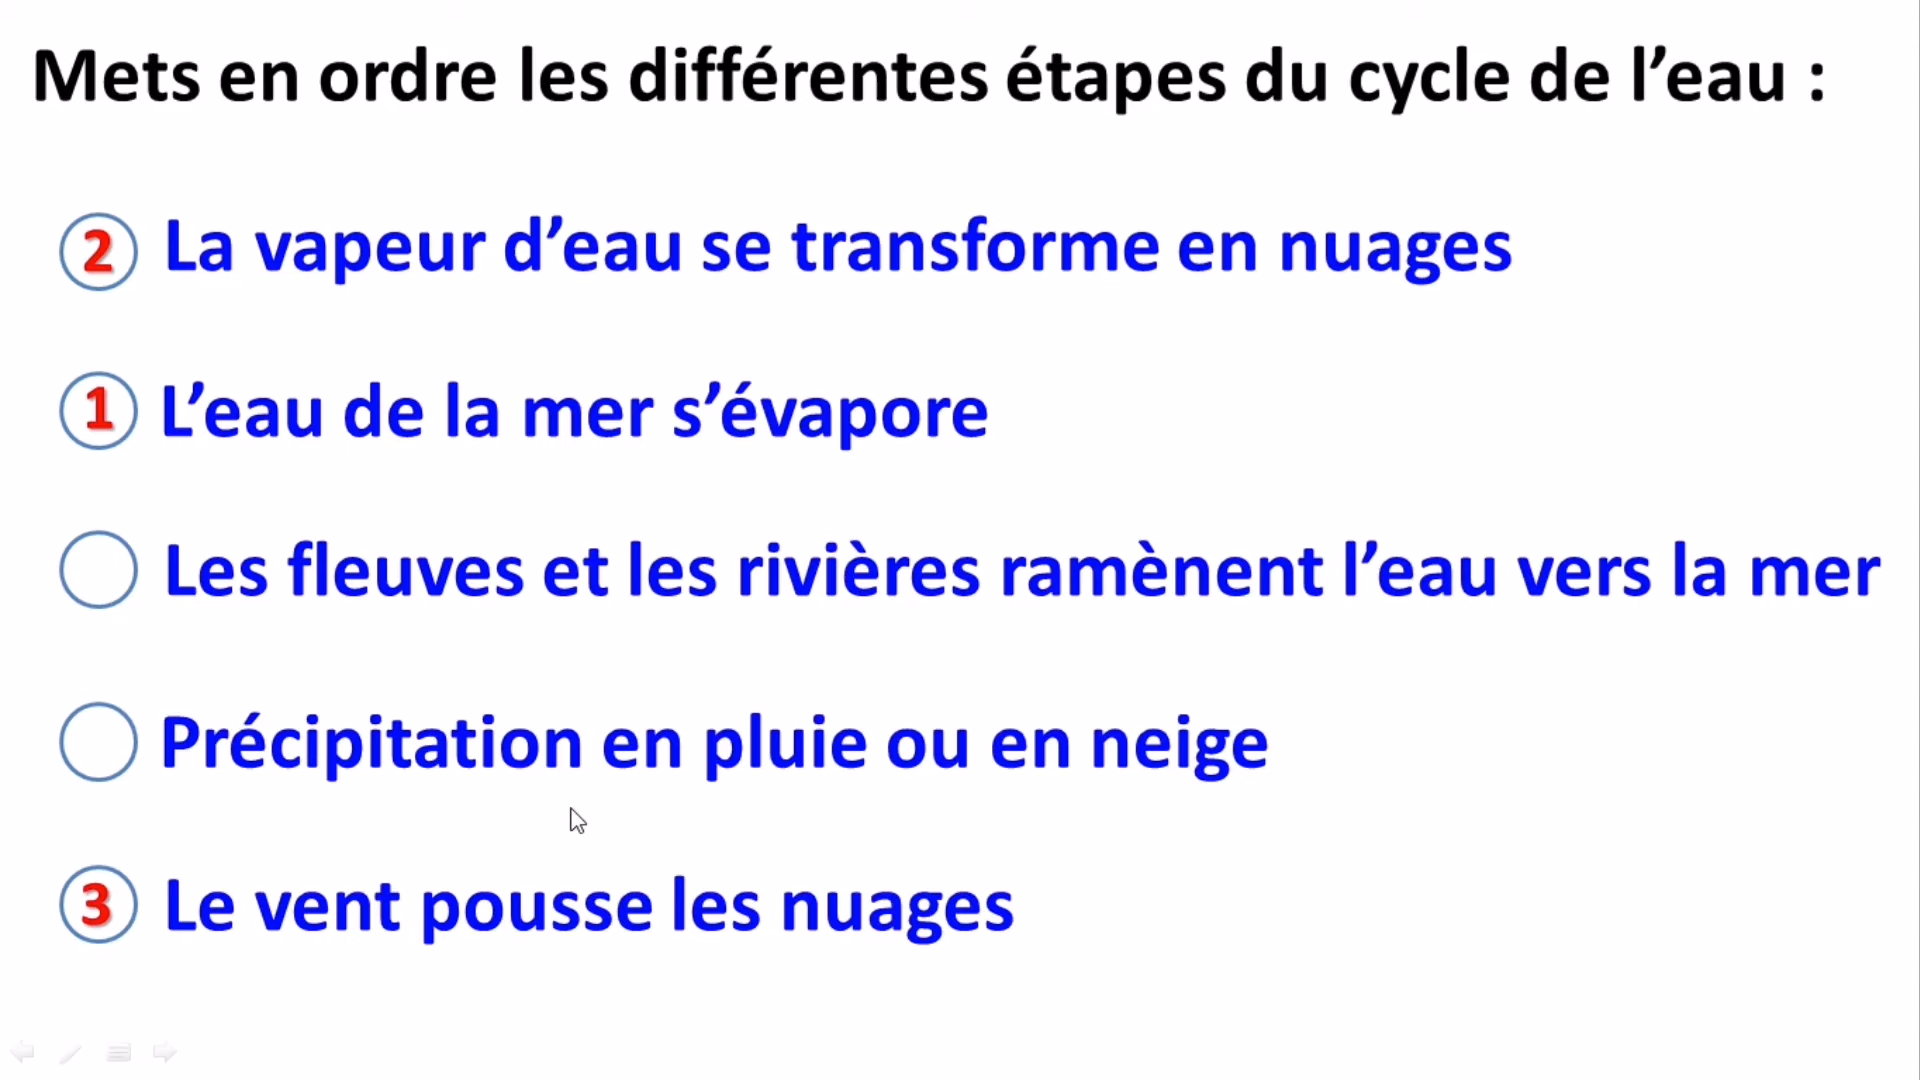 Mets en ordre les différentes étapes du cycle de l’eau :
2 La vapeur d’eau se transforme en nuages
1 L’eau de la mer s’évapore
Les fleuves et les rivières ramènent l’eau vers la mer
Précipitation en pluie ou en neige
3 Le vent pousse les nuages